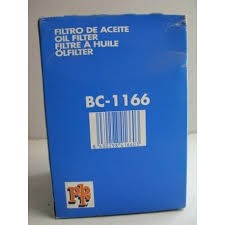 FILTRO DE ACEITE
OIL FILTER
FILTRE À HUILE
ÖLFILTER
BC-1166